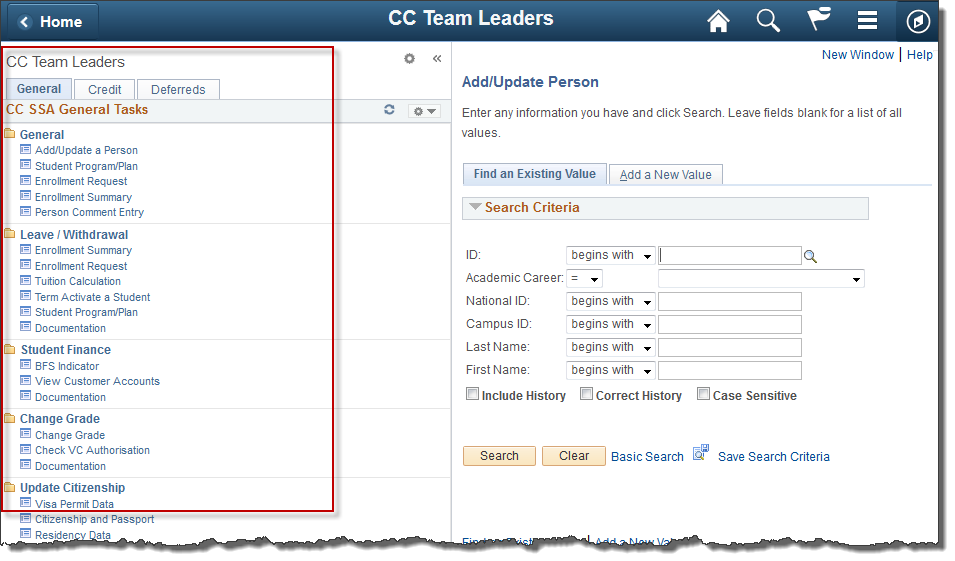 Home
CC Team Leaders
New Window | Help
CC Team Leaders
General
Credit
Deferreds
CC SSA General Tasks
General
Add/Update a Person
Student Program/Plan
Enrollment Request
Enrollment Summary
Person Comment Entry
Leave / Withdrawal
Enrollment Summary
Enrollment Request
Tuition Calculation
Term Activate a Student
Student Program/Plan
Documentation
Student Finance
BFS Indicator
View Customer Accounts
Documentation
Change Grade
Change Grade
Check VC Authorisation
Documentation
Update Citizenship
Visa Permit Data
Citizenship and Passport
Residency Data
Add/Update Person
Enter any information you have and click Search. Leave fields blank for a list of all
values.
Find an Existing Value
Add a New Value
Search Criteria
ID: begins with
Academic Career: =
National ID: begins with
Campus ID: begins with
Last Name: begins with
First Name: begins with
Include History Correct History Case Sensitive
Search Clear Basic Search Save Search Criteria
Add a New